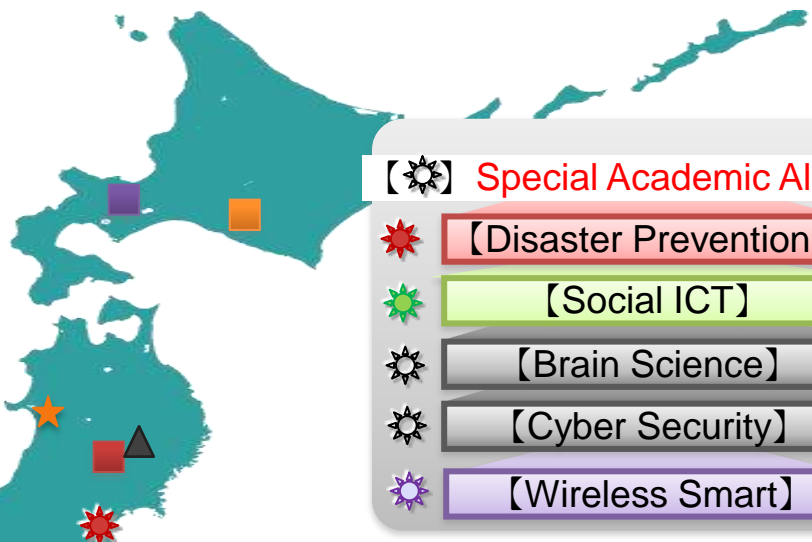 【】 Special Academic Al
【Disaster Prevention
【Social ICT】
【Brain Science】
【Cyber Security】
【Wireless Smart】